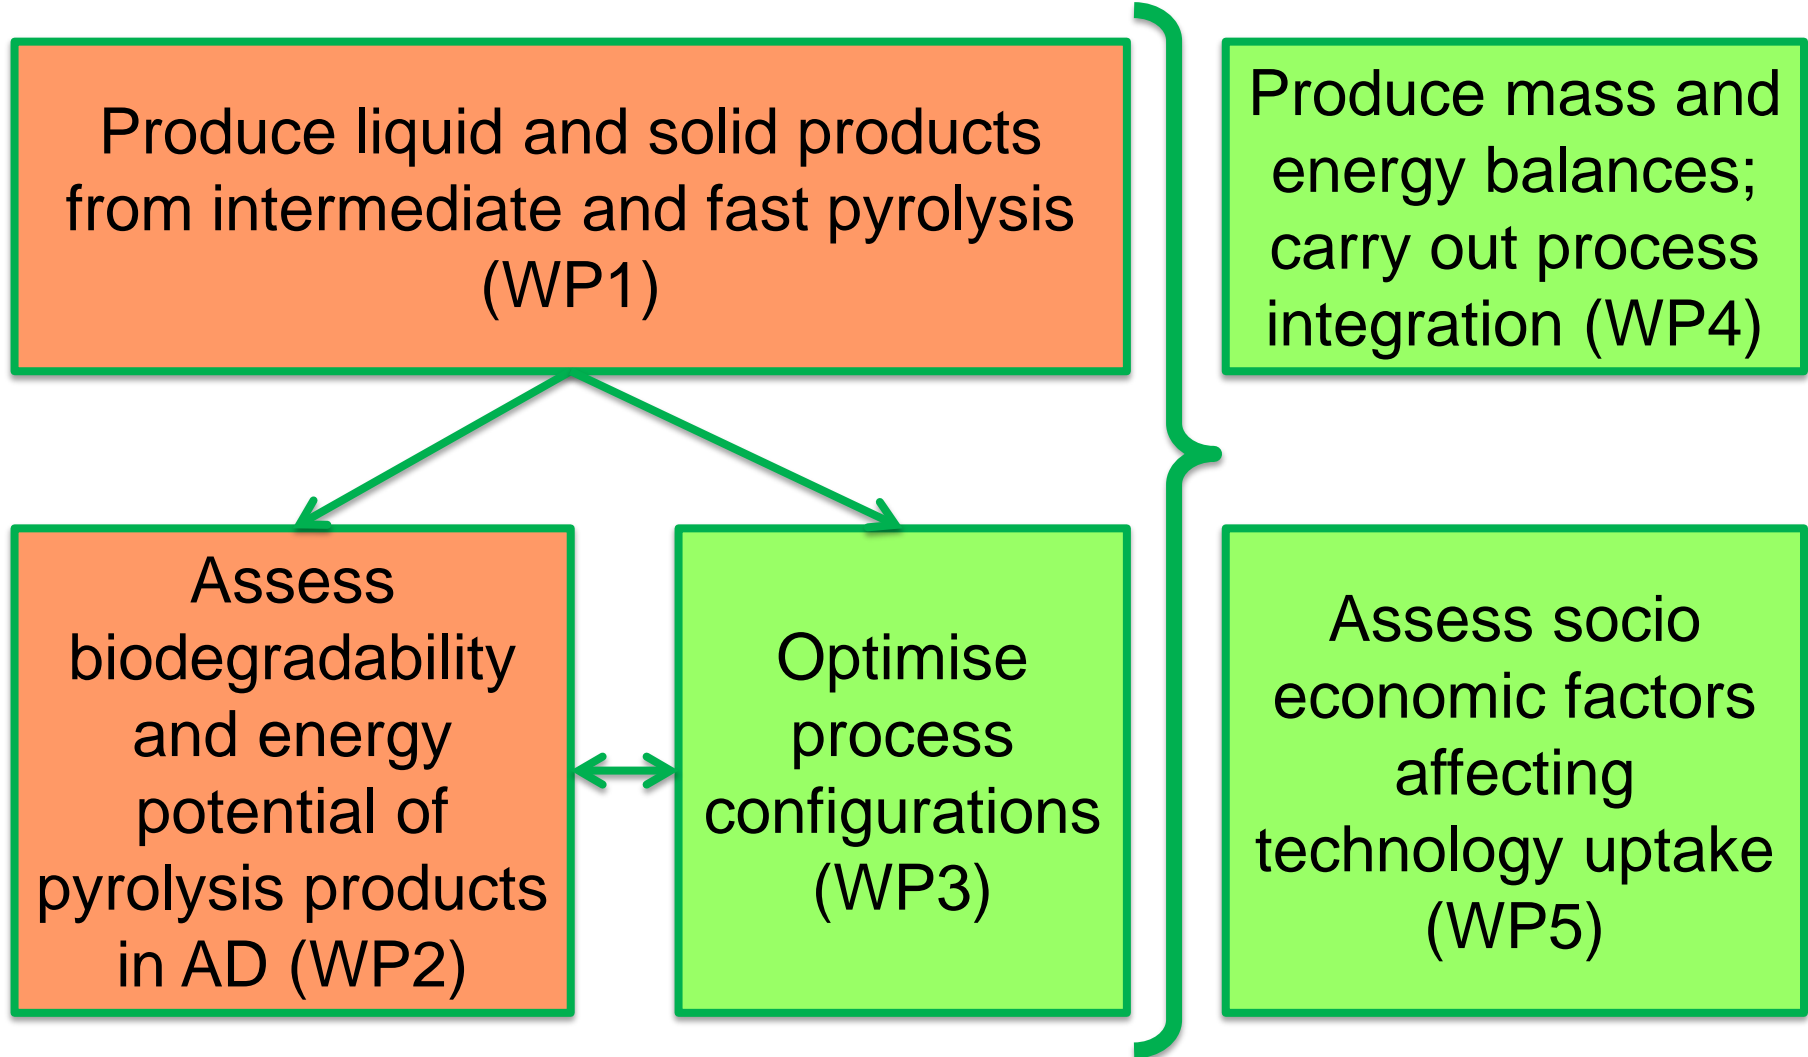 Produce liquid and solid products
from intermediate and fast pyrolysis
(WP1)
Produce mass and
energy balances;
carry out process
integration (WP4)
Assess
biodegradability
and energy
potential of
pyrolysis products
in AD (WP2)
Optimise
process
configurations
(WP3)
Assess socio
economic factors
affecting
technology uptake
(WP5)